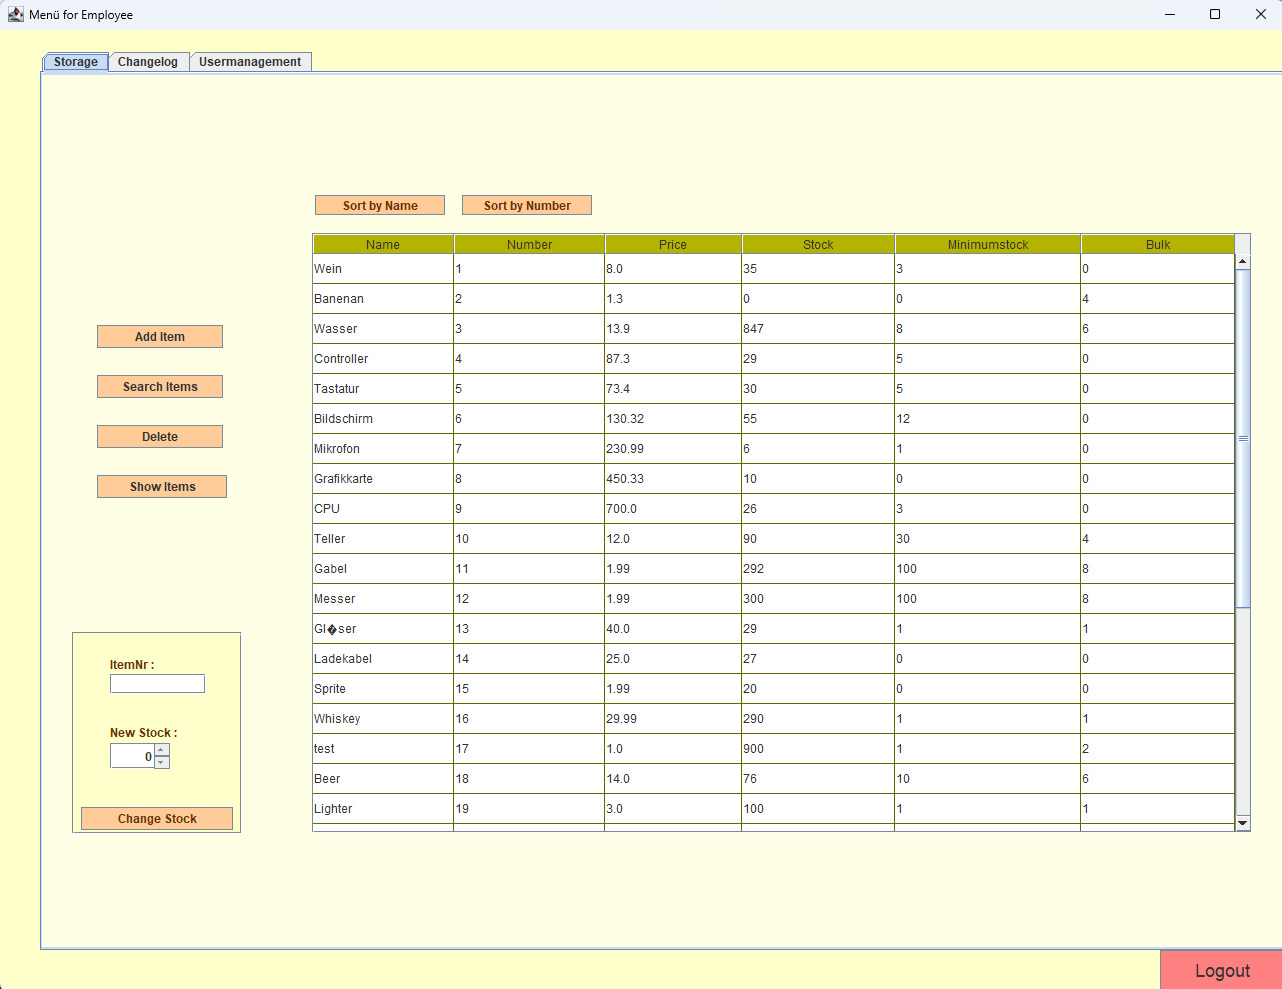 Menü for Employee
Storage Changelog Usermanagement
Sort by Name Sort by Number
Name Number Price Stock Minimumstock Bulk
Wein 1 8.0 35 3 0
Banenan 2 1.3 0 0 4
Wasser 3 13.9 847 8 6
Controller 4 87.3 29 5 0
Tastatur 5 73.4 30 5 0
Bildschirm 6 130.32 55 12 0
Mikrofon 7 230.99 6 1 0
Grafikkarte 8 450.33 10 0 0
CPU 9 700.0 26 3 0
Teller 10 12.0 90 30 4
Gabel 11 1.99 292 100 8
Messer 12 1.99 300 100 8
Gl�ser 13 40.0 29 1 1
Ladekabel 14 25.0 27 0 0
Sprite 15 1.99 20 0 0
Whiskey 16 29.99 290 1 1
test 17 1.0 900 1 2
Beer 18 14.0 76 10 6
Lighter 19 3.0 100 1 1
Add Item
Search Items
Delete
Show Items
ItemNr :
New Stock :
0
Change Stock
Logout